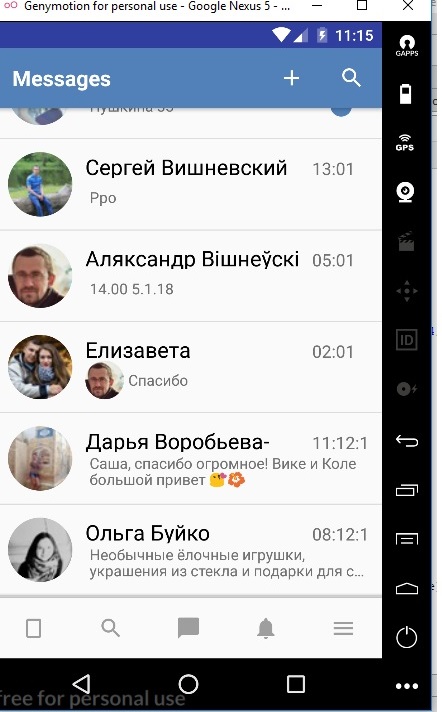 Genymotion for personal use - Google Nexus 5 - ...
11:15
Messages
GAPPS
Пушкина 55
Сергей Вишневский 13:01
Рро
GPS
Аляксандр Вішнеўскі 05:01
14.00 5.1.18
Елизавета 02:01
Спасибо
ID
Дарья Воробьева- 11:12:1
Саша, спасибо огромное! Вике и Коле
большой привет
Ольга Буйко 08:12:1
Необычные ёлочные игрушки,
украшения из стекла и подарки для с...
free for personal use